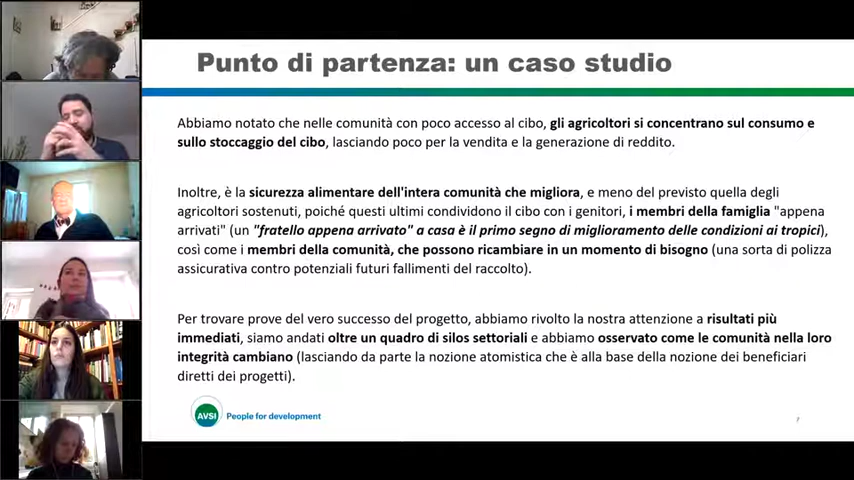 Punto di partenza: un caso studio
Abbiamo notato che nelle comunità con poco accesso al cibo, gli agricoltori si concentrano sul consumo e
sullo stoccaggio del cibo, lasciando poco per la vendita e la generazione di reddito.
Inoltre, è la sicurezza alimentare dell'intera comunità che migliora, e meno del previsto quella degli
agricoltori sostenuti, poiché questi ultimi condividono il cibo con i genitori, i membri della famiglia "appena
arrivati" (un "fratello appena arrivato" a casa è il primo segno di miglioramento delle condizioni ai tropici),
così come i membri della comunità, che possono ricambiare in un momento di bisogno (una sorta di polizza
assicurativa contro potenziali futuri fallimenti del raccolto).
Per trovare prove del vero successo del progetto, abbiamo rivolto la nostra attenzione a risultati più
immediati, siamo andati oltre un quadro di silos settoriali e abbiamo osservato come le comunità nella loro
integrità cambiano (lasciando da parte la nozione atomistica che è alla base della nozione dei beneficiari
diretti dei progetti).
AVSI People for development